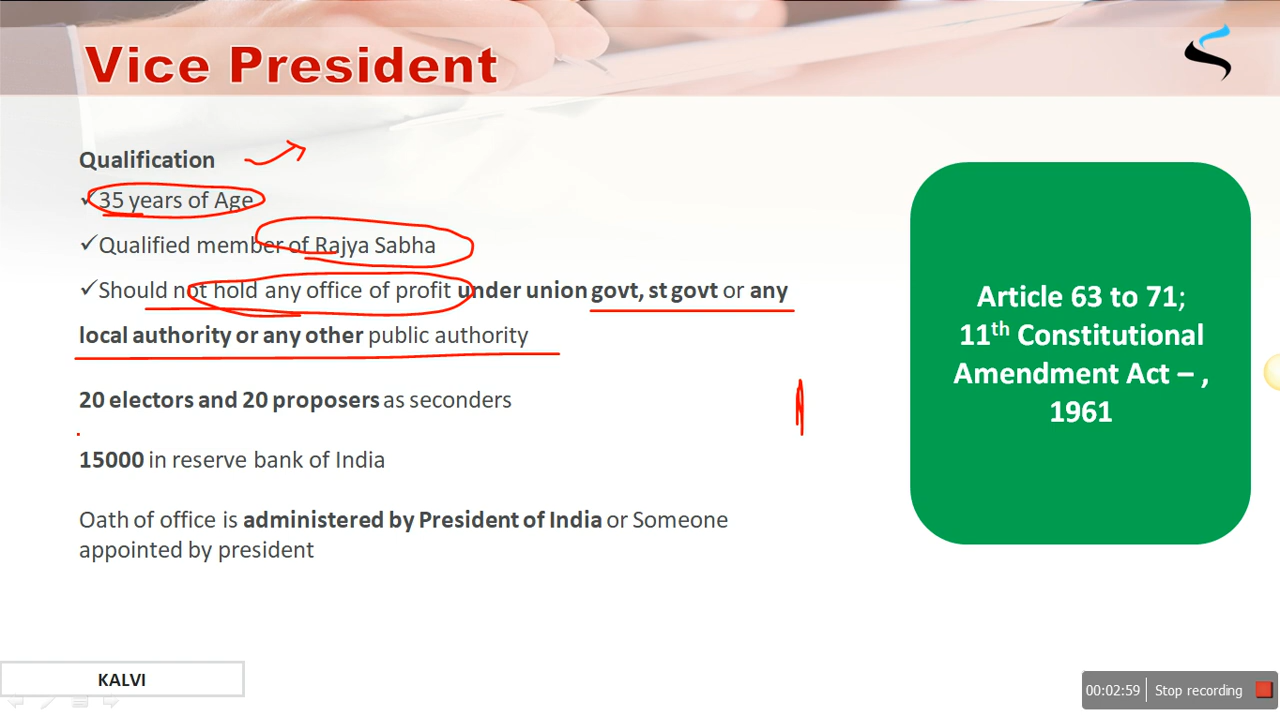 Vice President
Qualification
✓35 years of Age
✓Qualified member of Rajya Sabha
✓Should not hold any office of profit under union govt, st govt or any
local authority or any other public authority
20 electors and 20 proposers as seconders
15000 in reserve bank of India
Oath of office is administered by President of India or Someone
appointed by president
Article 63 to 71;
11th Constitutional
Amendment Act – ,
1961
KALVI
00:02:59 Stop recording